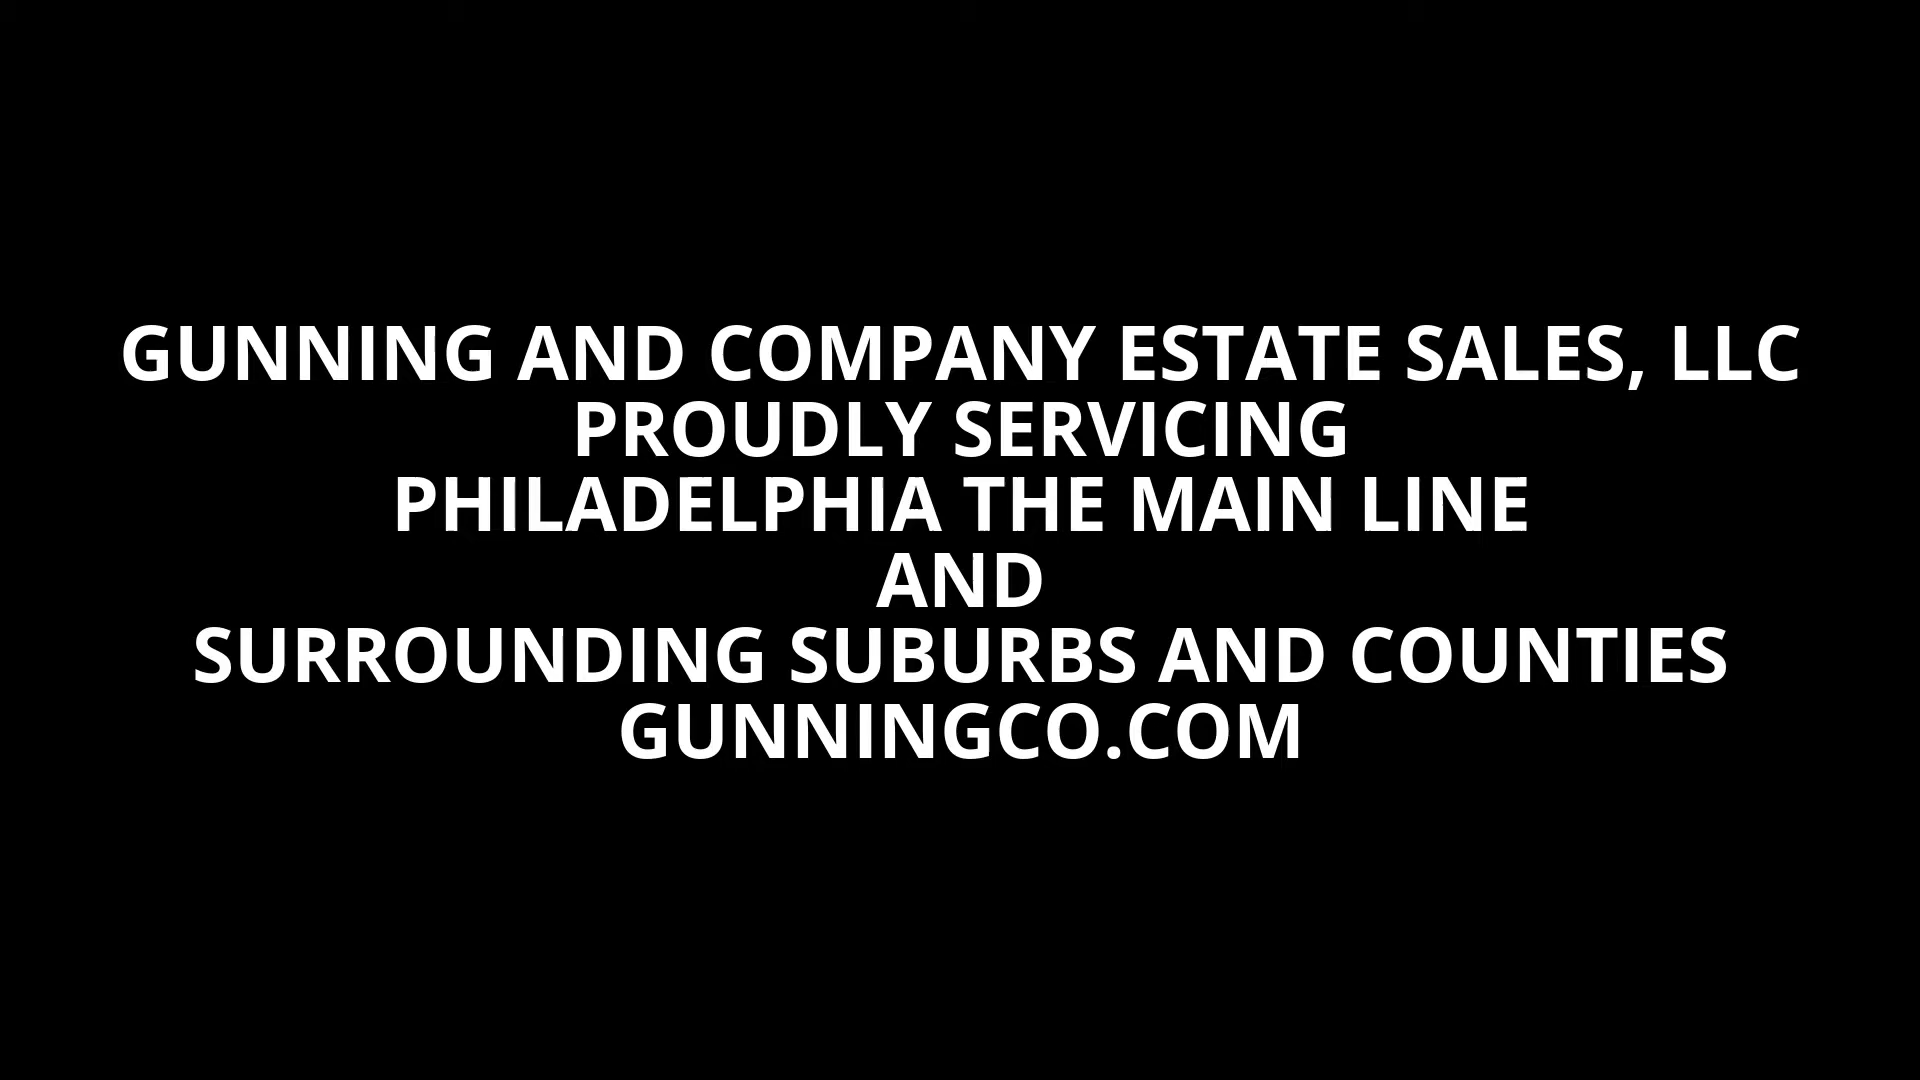 GUNNING AND COMPANY ESTATE SALES, LLC
PROUDLY SERVICING
PHILADELPHIA THE MAIN LINE
AND
SURROUNDING SUBURBS AND COUNTIES
GUNNINGCO.COM